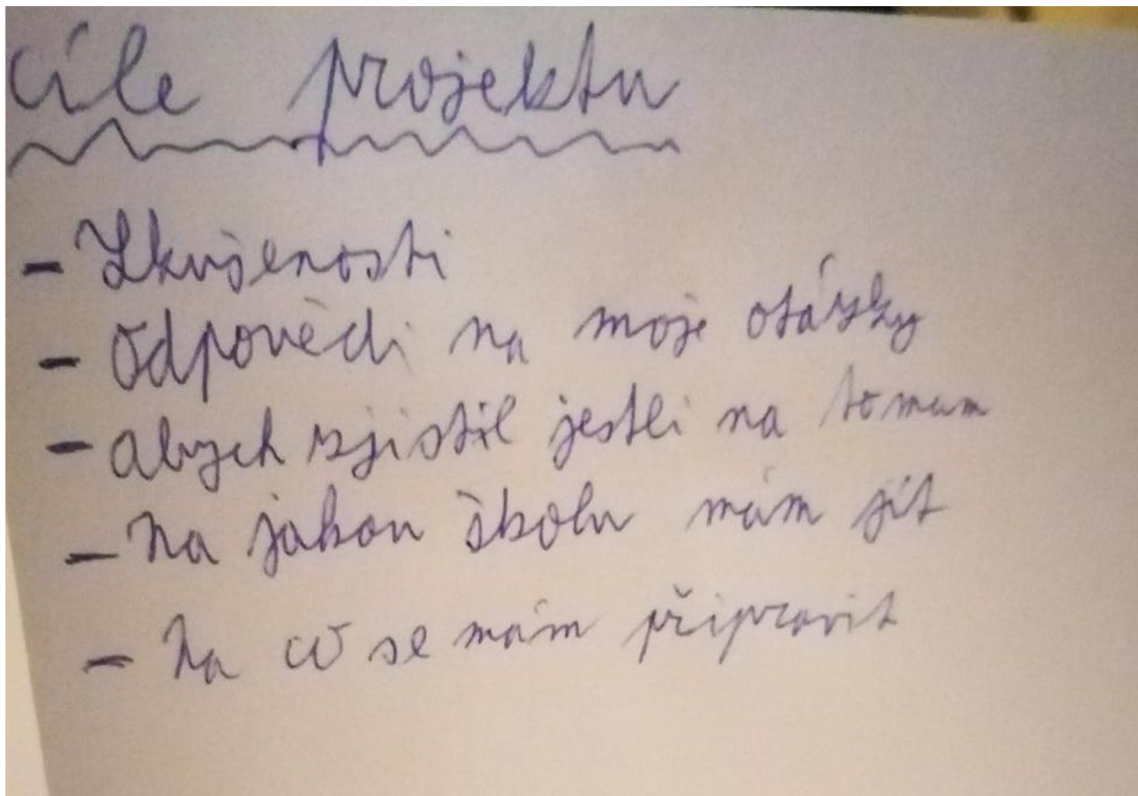 cíle projektu
- Zkušenosti
- Odpovědi na moje otázky
- abych zjistil jestli na to mam
- Na jakou školu mám jít
- Na co se mám připravit